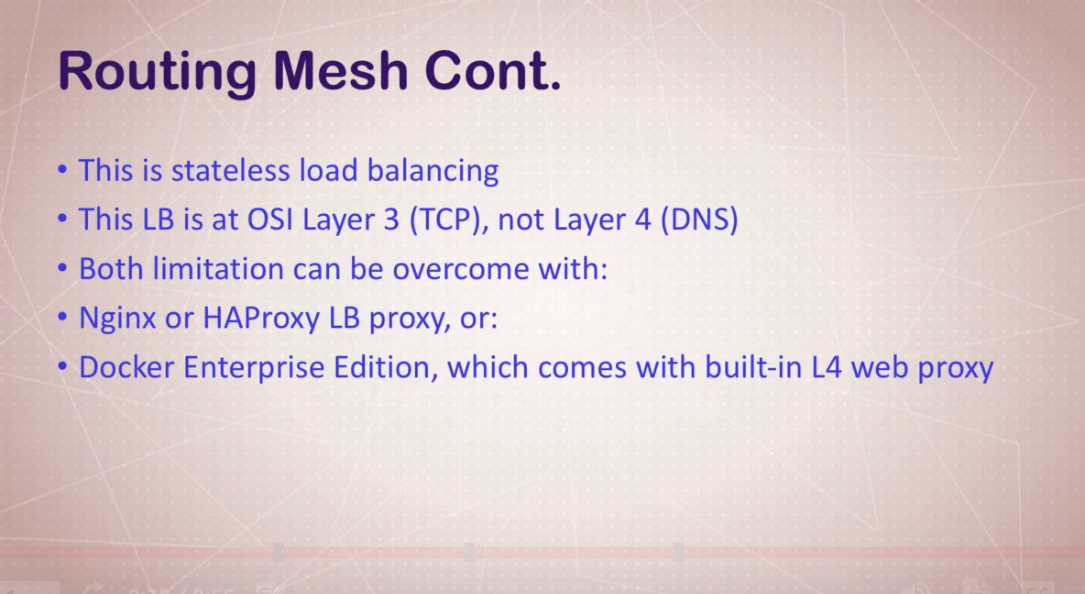 Routing Mesh Cont.
• This is stateless load balancing
• This LB is at OSI Layer 3 (TCP), not Layer 4 (DNS)
• Both limitation can be overcome with:
• Nginx or HAProxy LB proxy, or:
• Docker Enterprise Edition, which comes with built-in L4 web proxy